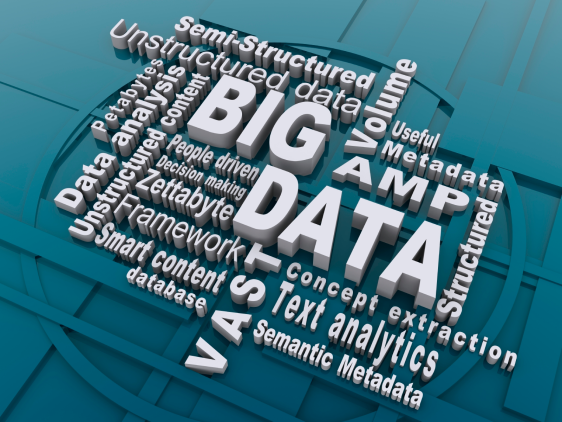 Semi-Structured
Unstructured data
Petabytes
Data analysis
Unstructured content
BIG
DATA
Volume
Useful
Metadata
AMP
People driven
Decision making
Zettabyte
Framework
Smart content
database
VAST
Structured
Concept extraction
Text analytics
Semantic Metadata